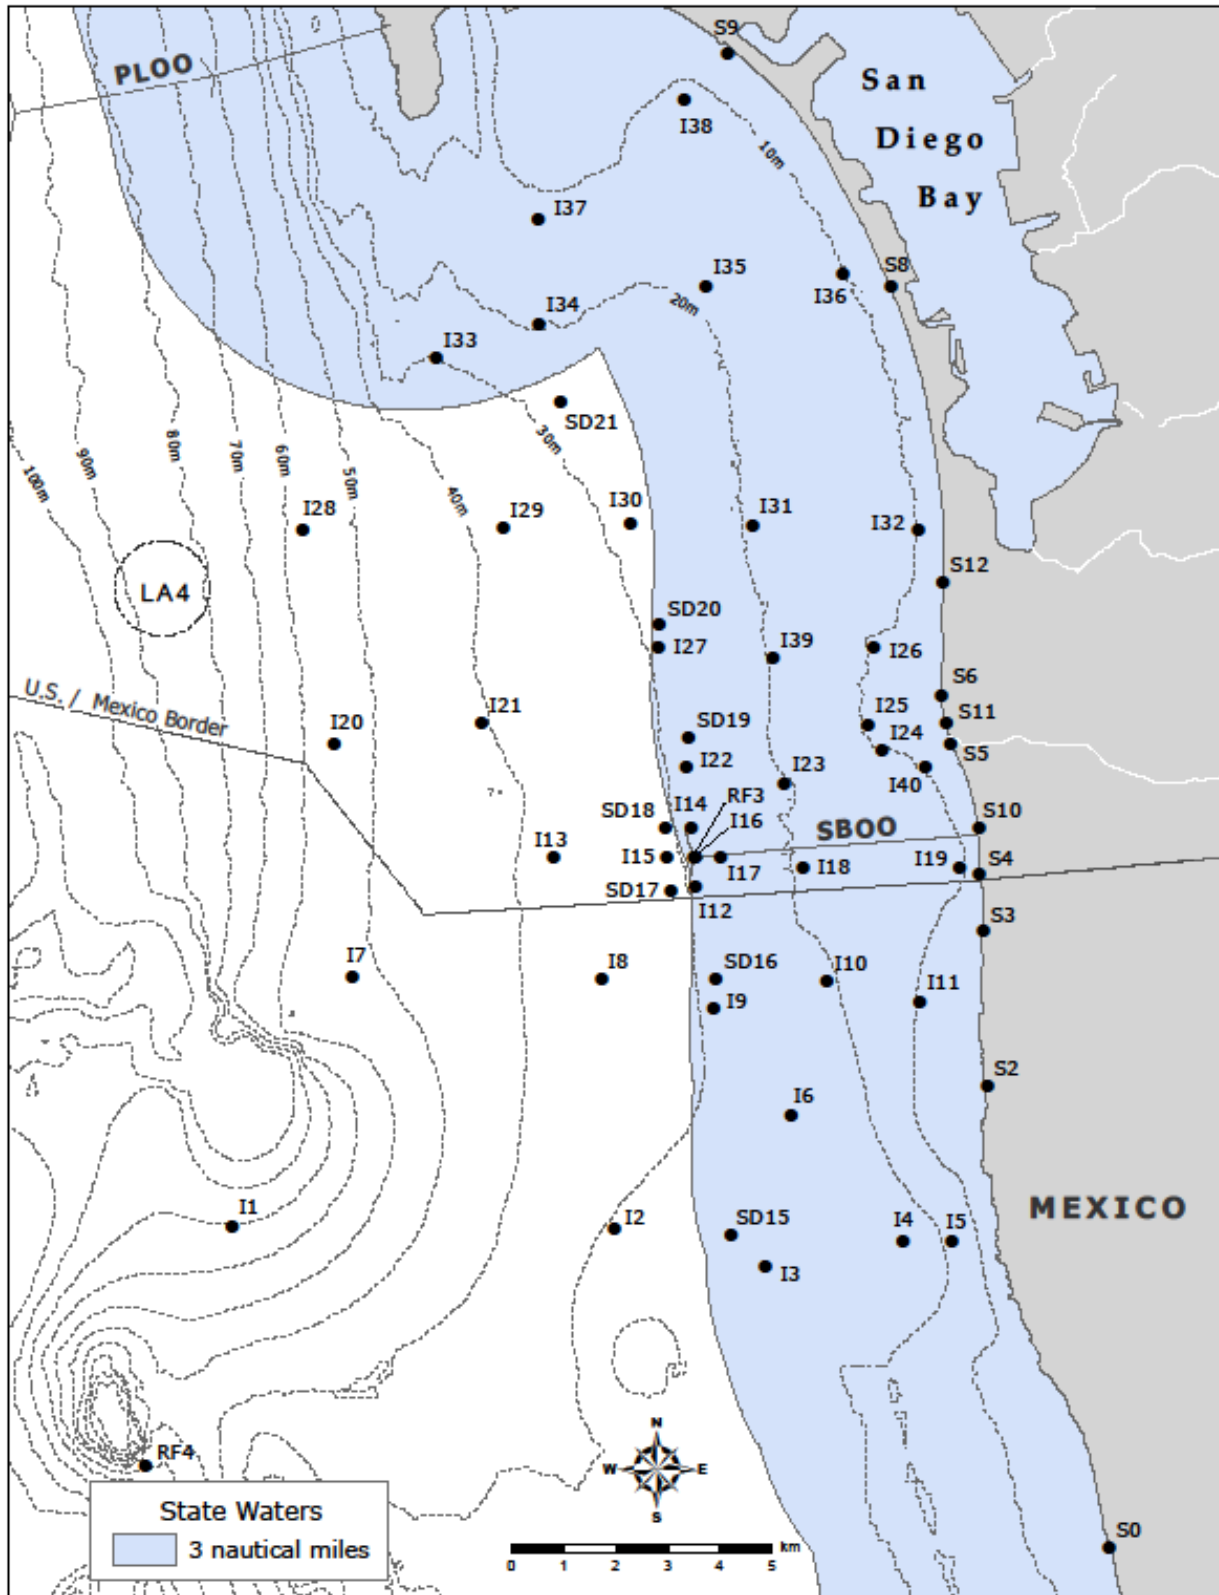 S9
PLOO
San
Diego
Bay
I38
10m
I37
I35
S8
I36
20m
I34
I33
SD21
30m
100m
90m
80m
70m
60m
50m
40m
I28
I29
I30
I31
I32
LA4
S12
SD20
I27
I39
I26
U.S. / Mexico Border
I20
I21
S6
I25
S11
SD19
I24
S5
I22
I23
I40
SD18
I14
RF3
I16
SBOO
S10
I13
I15
I17
I18
I19
S4
SD17
I12
S3
I7
I8
SD16
I10
I9
I11
S2
I6
I1
I2
SD15
I4
I5
MEXICO
I3
RF4
N
W
E
S
State Waters
3 nautical miles
km
0 1 2 3 4 5
S0